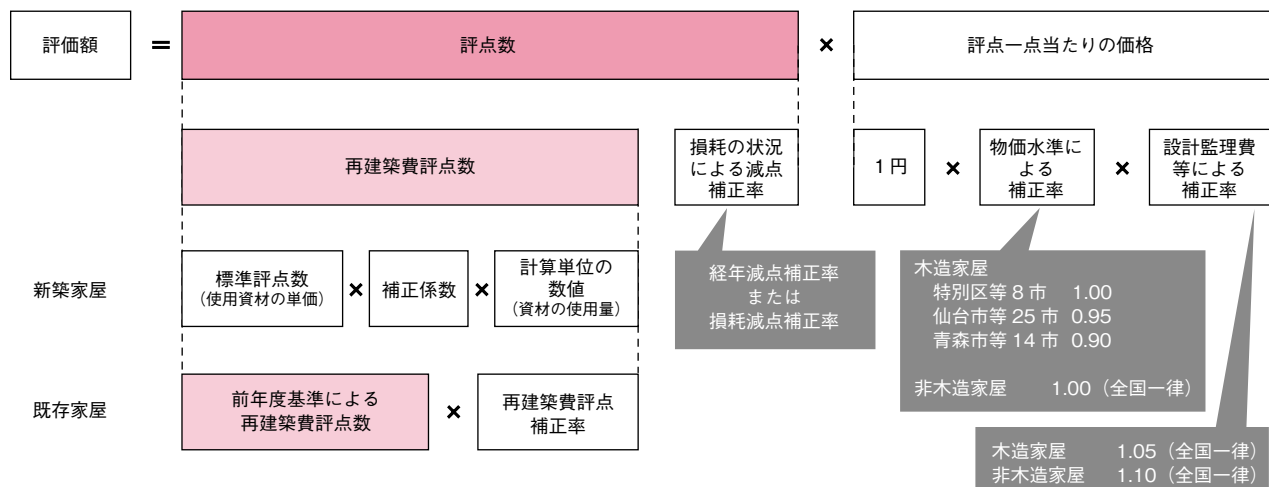 評価額 = 評点数 × 評点一点当たりの価格
再建築費評点数
損耗の状況
による減点
補正率
1円 ×
物価水準に
よる
補正率
×
設計監理費
等による
補正率
新築家屋
標準評点数
(使用資材の単価)
×
補正係数
×
計算単位の
数値
(資材の使用量)
経年減点補正率
または
損耗減点補正率
木造家屋
特別区等8市 1.00
仙台市等25市 0.95
青森市等14市 0.90
非木造家屋 1.00(全国一律)
既存家屋
前年度基準による
再建築費評点数
×
再建築費評点
補正率
木造家屋 1.05(全国一律)
非木造家屋 1.10(全国一律)